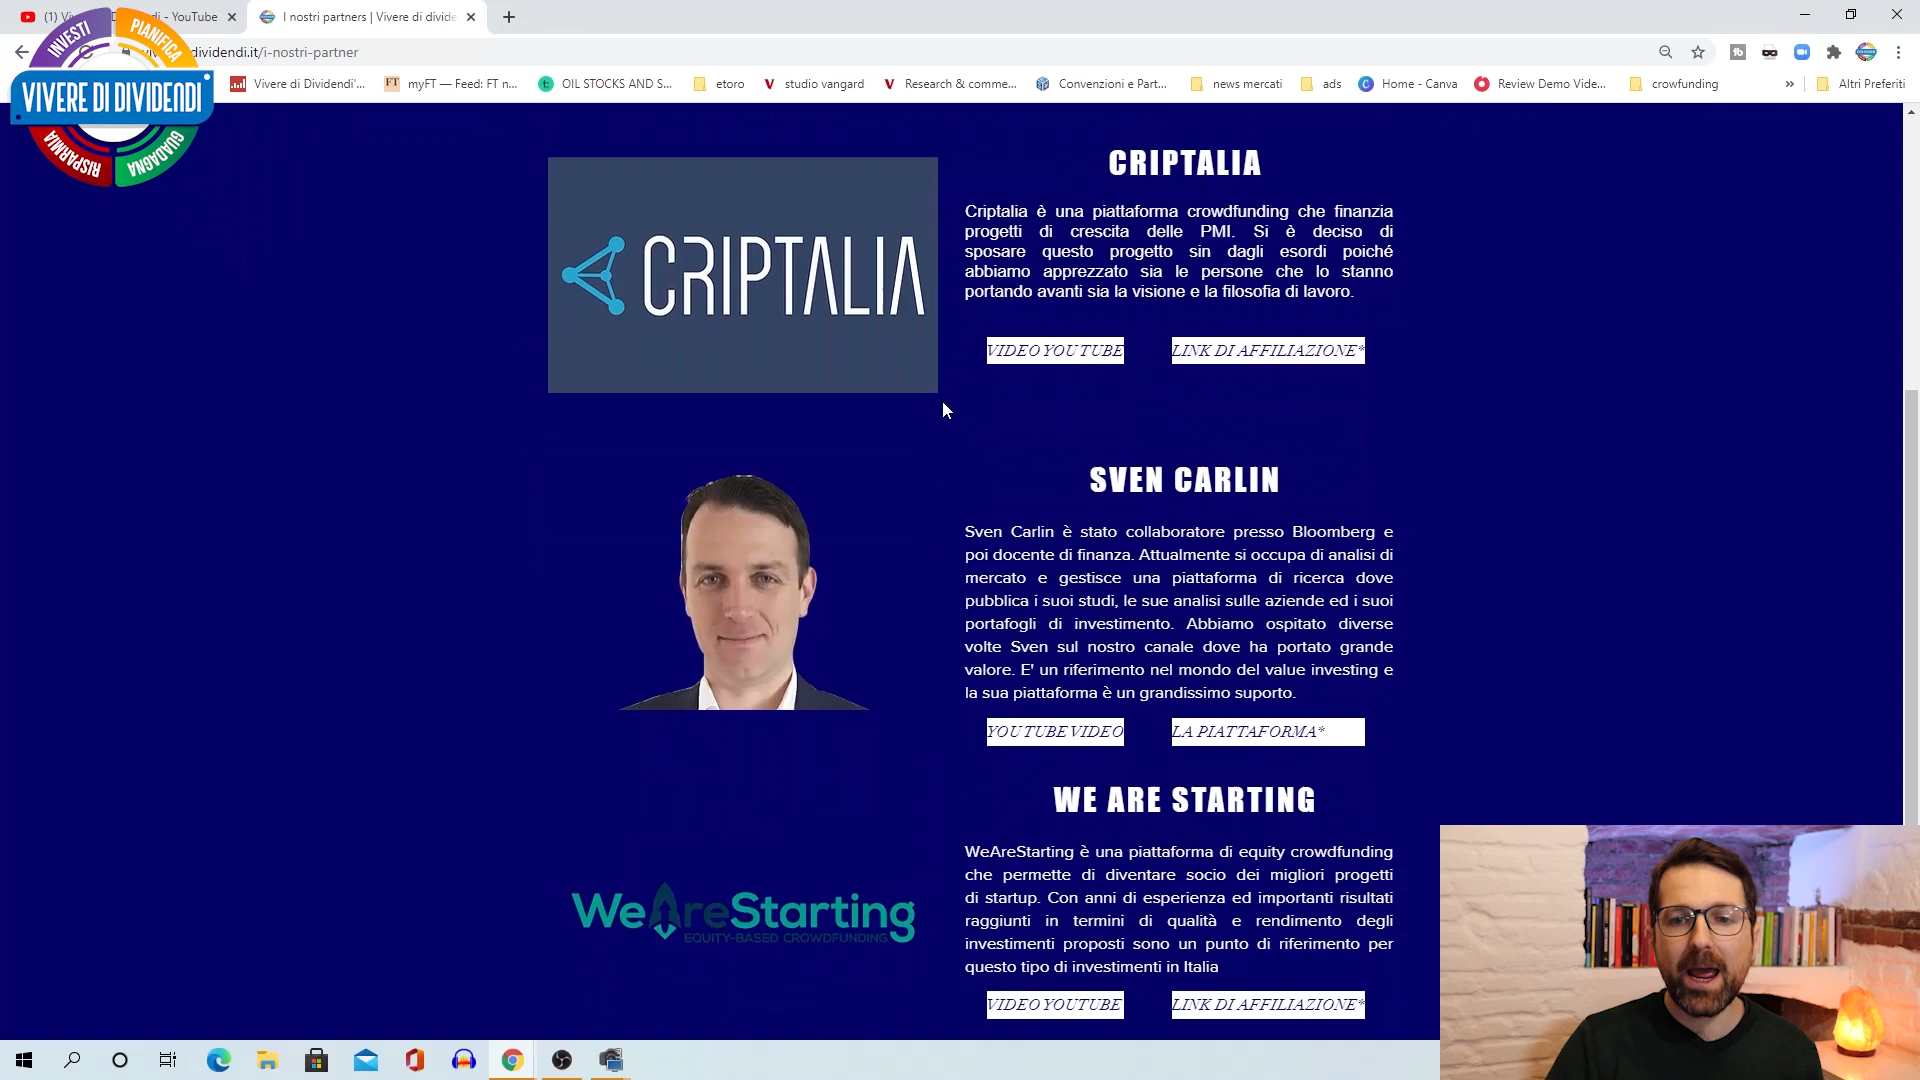 (1) Vi
di - YouTube
I nostri partners | Vivere di divide
dividendi.it/i-nostri-partner
Vivere di Dividendi'...
myFT — Feed: FT n...
OIL STOCKS AND S...
etoro
studio vangard
Research & comme...
Convenzioni e Part...
news mercati
ads
Home - Canva
Review Demo Vide...
crowfunding
»
Altri Preferiti
INVESTI
PIANIFICA
VIVERE DI DIVIDENDI
RISPARMIA
GUADAGNA
CRIPTALIA
CRIPTALIA
Criptalia è una piattaforma crowdfunding che finanzia
progetti di crescita delle PMI. Si è deciso di
sposare questo progetto sin dagli esordi poiché
abbiamo apprezzato sia le persone che lo stanno
portando avanti sia la visione e la filosofia di lavoro.
VIDEO YOU TUBE
LINK DI AFFILIAZIONE*
SVEN CARLIN
Sven Carlin è stato collaboratore presso Bloomberg e
poi docente di finanza. Attualmente si occupa di analisi di
mercato e gestisce una piattaforma di ricerca dove
pubblica i suoi studi, le sue analisi sulle aziende ed i suoi
portafogli di investimento. Abbiamo ospitato diverse
volte Sven sul nostro canale dove ha portato grande
valore. E' un riferimento nel mondo del value investing e
la sua piattaforma è un grandissimo suporto.
YOU TUBE VIDEO
LA PIATTAFORMA*
WE ARE STARTING
WeAreStarting
EQUITY-BASED CROWDFUNDING
WeAreStarting è una piattaforma di equity crowdfunding
che permette di diventare socio dei migliori progetti
di startup. Con anni di esperienza ed importanti risultati
raggiunti in termini di qualità e rendimento degli
investimenti proposti sono un punto di riferimento per
questo tipo di investimenti in Italia
VIDEO YOUTUBE
LINK DI AFFILIAZIONE*